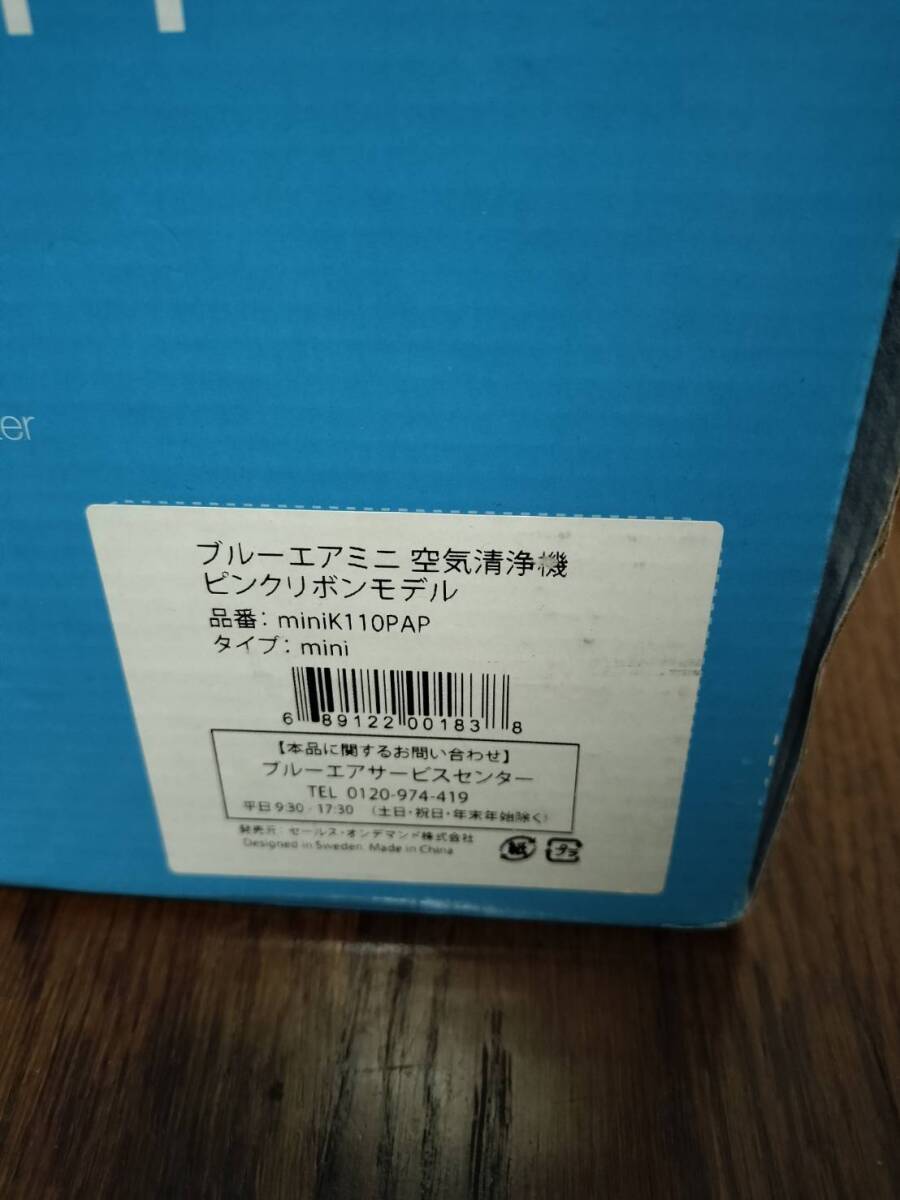 ブルーエアミニ 空気清浄機
ピンクリボンモデル
品番: miniK110PAP
タイプ: mini
6 89122 00183 8
【本品に関するお問い合わせ】
ブルーエアサービスセンター
TEL 0120-974-419
平日9:30-17:30 (土日・祝日・年末年始除く)
発売元: セールス・オンデマンド株式会社
Designed in Sweden. Made in China
紙 プラ